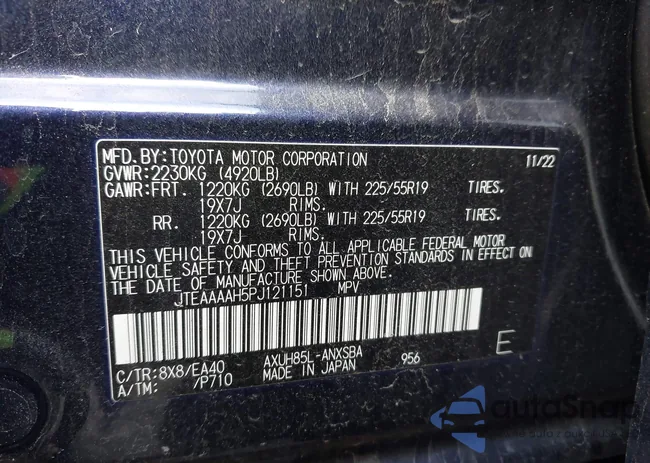 MFD.BY:TOYOTA MOTOR CORPORATION 11/22
GVWR:2230KG (4920LB)
GAWR:FRT. 1220KG (2690LB) WITH 225/55R19 TIRES.
19X7J RIMS.
RR. 1220KG (2690LB) WITH 225/55R19 TIRES.
19X7J RIMS.
THIS VEHICLE CONFORMS TO ALL APPLICABLE FEDERAL MOTOR
VEHICLE SAFETY AND THEFT PREVENTION STANDARDS IN EFFECT ON
THE DATE OF MANUFACTURE SHOWN ABOVE.
JTEAAAAH5PJ121151 MPV
C/TR:8X8/EA40 AXUH85L-ANXSBA 956 E
A/TM: /P710 MADE IN JAPAN
autoSnap